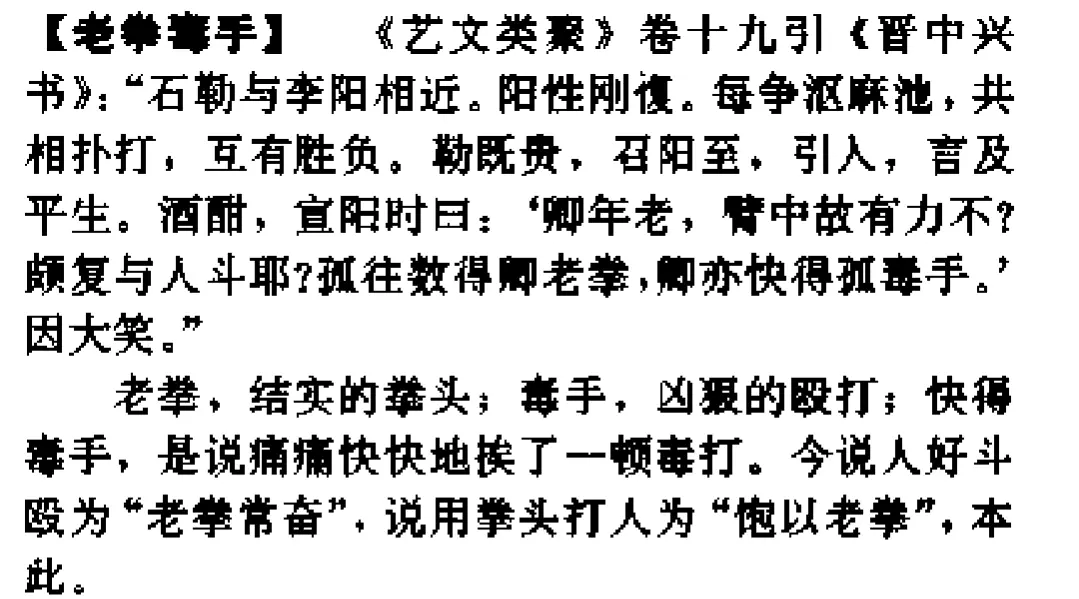 【老拳毒手】　《艺文类聚》卷十九引《晋中兴
书》：“石勒与李阳相近。阳性刚愎。每争沤麻池，共
相扑打，互有胜负。勒既贵，召阳至，引入，言及
平生。酒酣，宣阳时曰：‘卿年老，臂中故有力不？
颇复与人斗耶？孤往数得卿老拳，卿亦快得孤毒手。’
因大笑。”
老拳，结实的拳头；毒手，凶狠的殴打；快得
毒手，是说痛痛快快地挨了一顿毒打。今说人好斗
殴为“老拳常奋”，说用拳头打人为“饱以老拳”，本
此。